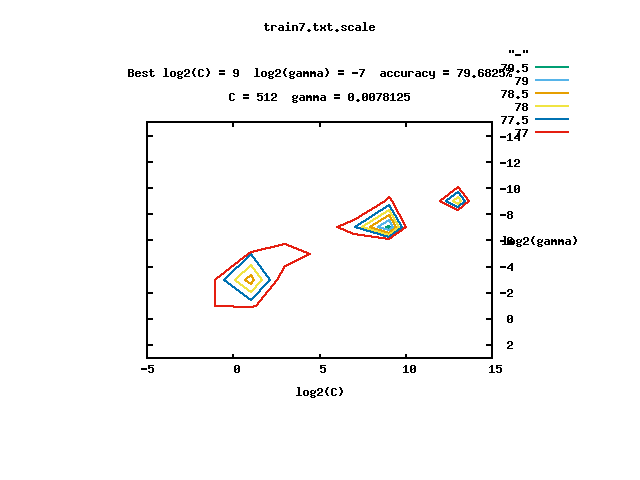 train7.txt.scale
"-"
Best log2(C) = 9  log2(gamma) = -7  accuracy = 79.6825%
79.5
79
78.5
78
77.5
77
C = 512  gamma = 0.0078125
-14
-12
-10
-8
-6
log2(gamma)
-4
-2
0
2
-5 0 5 10 15
log2(C)